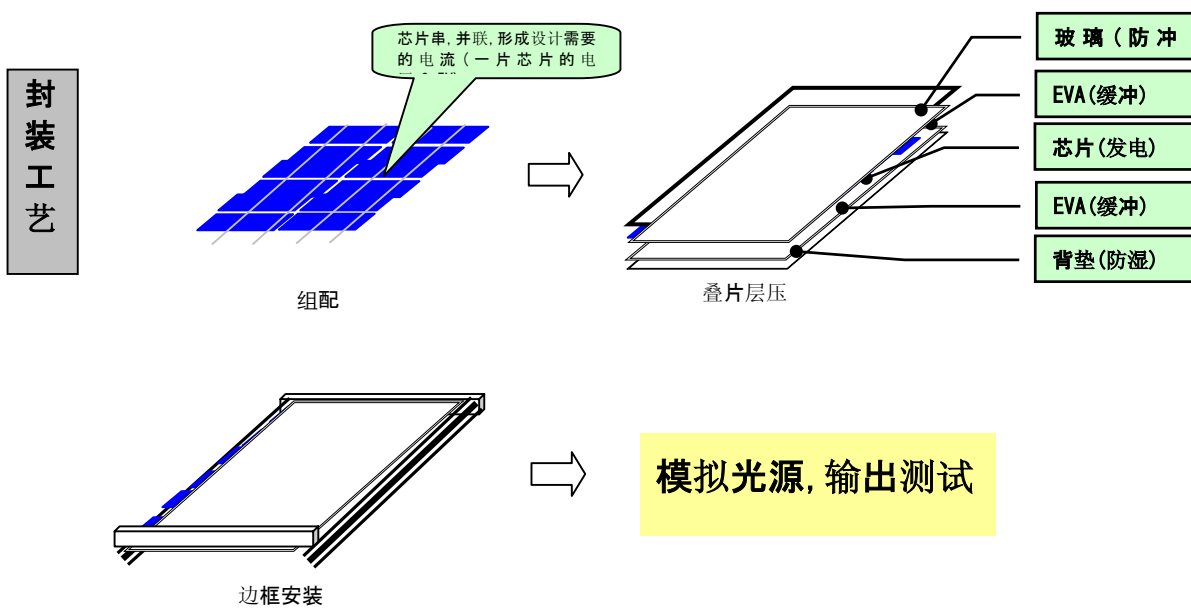 封
装
工
艺
芯片串,并联,形成设计需要
的电流(一片芯片的电
玻璃(防冲
EVA(缓冲)
芯片(发电)
EVA(缓冲)
背垫(防湿)
组配
叠片层压
边框安装
模拟光源,输出测试